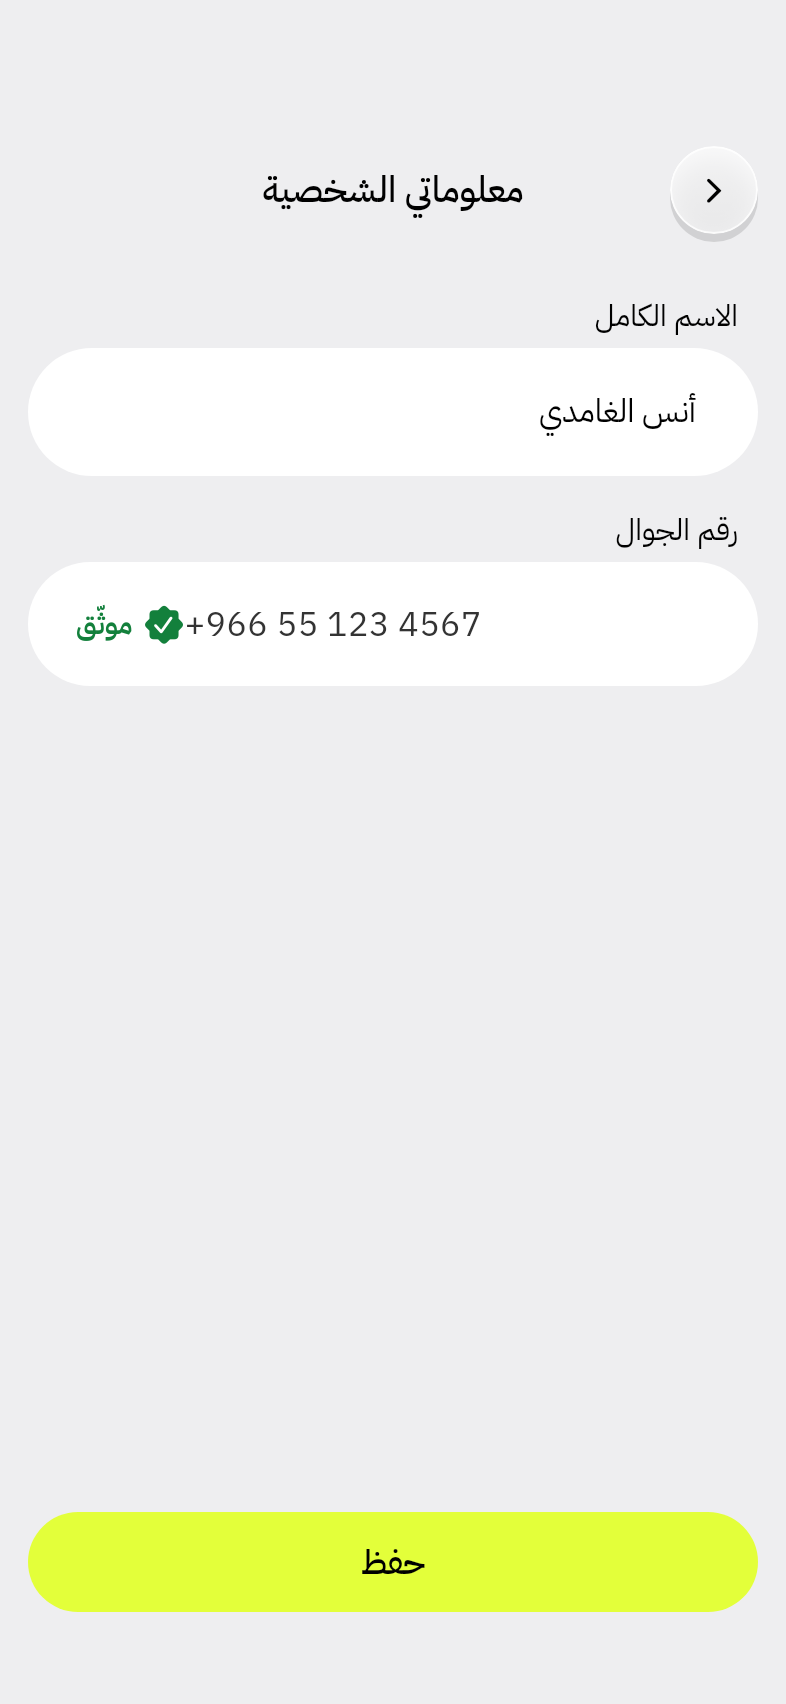 معلوماتي الشخصية
الاسم الكامل
أنس الغامدي
رقم الجوال
+966 55 123 4567 موثّق
حفظ